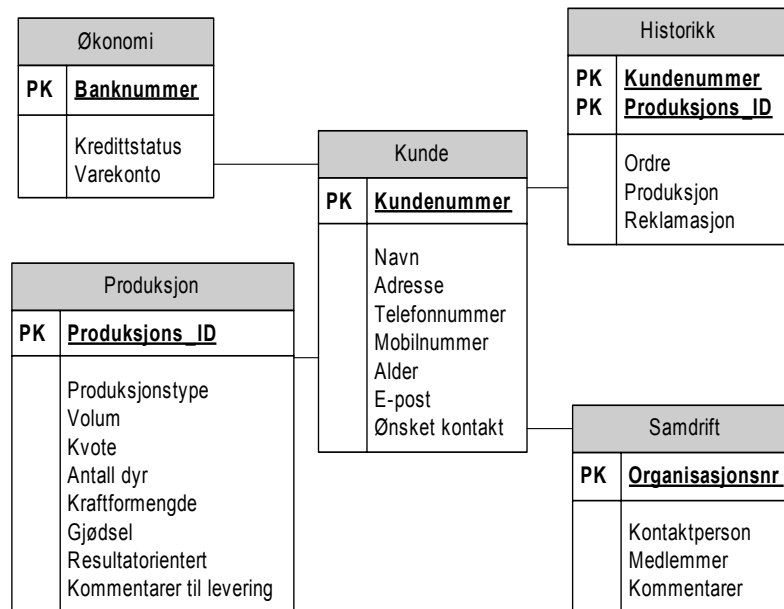 Økonomi
PK Banknummer
Kredittstatus
Varekonto
Historikk
PK Kundenummer
PK Produksjons_ID
Ordre
Produksjon
Reklamasjon
Kunde
PK Kundenummer
Navn
Adresse
Telefonnummer
Mobilnummer
Alder
E-post
Ønsket kontakt
Produksjon
PK Produksjons_ID
Produksjonstype
Volum
Kvote
Antall dyr
Kraftformengde
Gjødsel
Resultatorientert
Kommentarer til levering
Samdrift
PK Organisasjonsnr
Kontaktperson
Medlemmer
Kommentarer